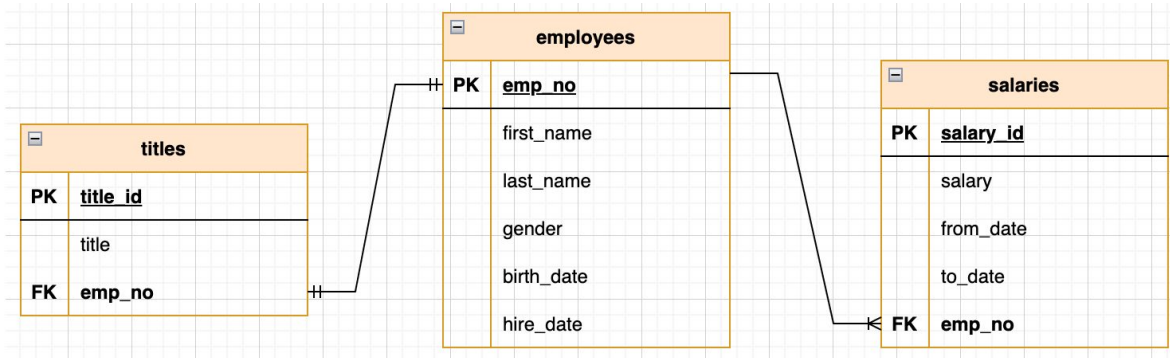 titles
PK title_id
title
FK emp_no
employees
PK emp_no
first_name
last_name
gender
birth_date
hire_date
salaries
PK salary_id
salary
from_date
to_date
FK emp_no